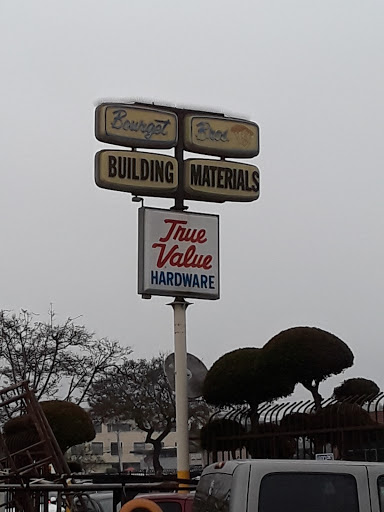 Bourget Bros.
BUILDING MATERIALS
True
Value
HARDWARE